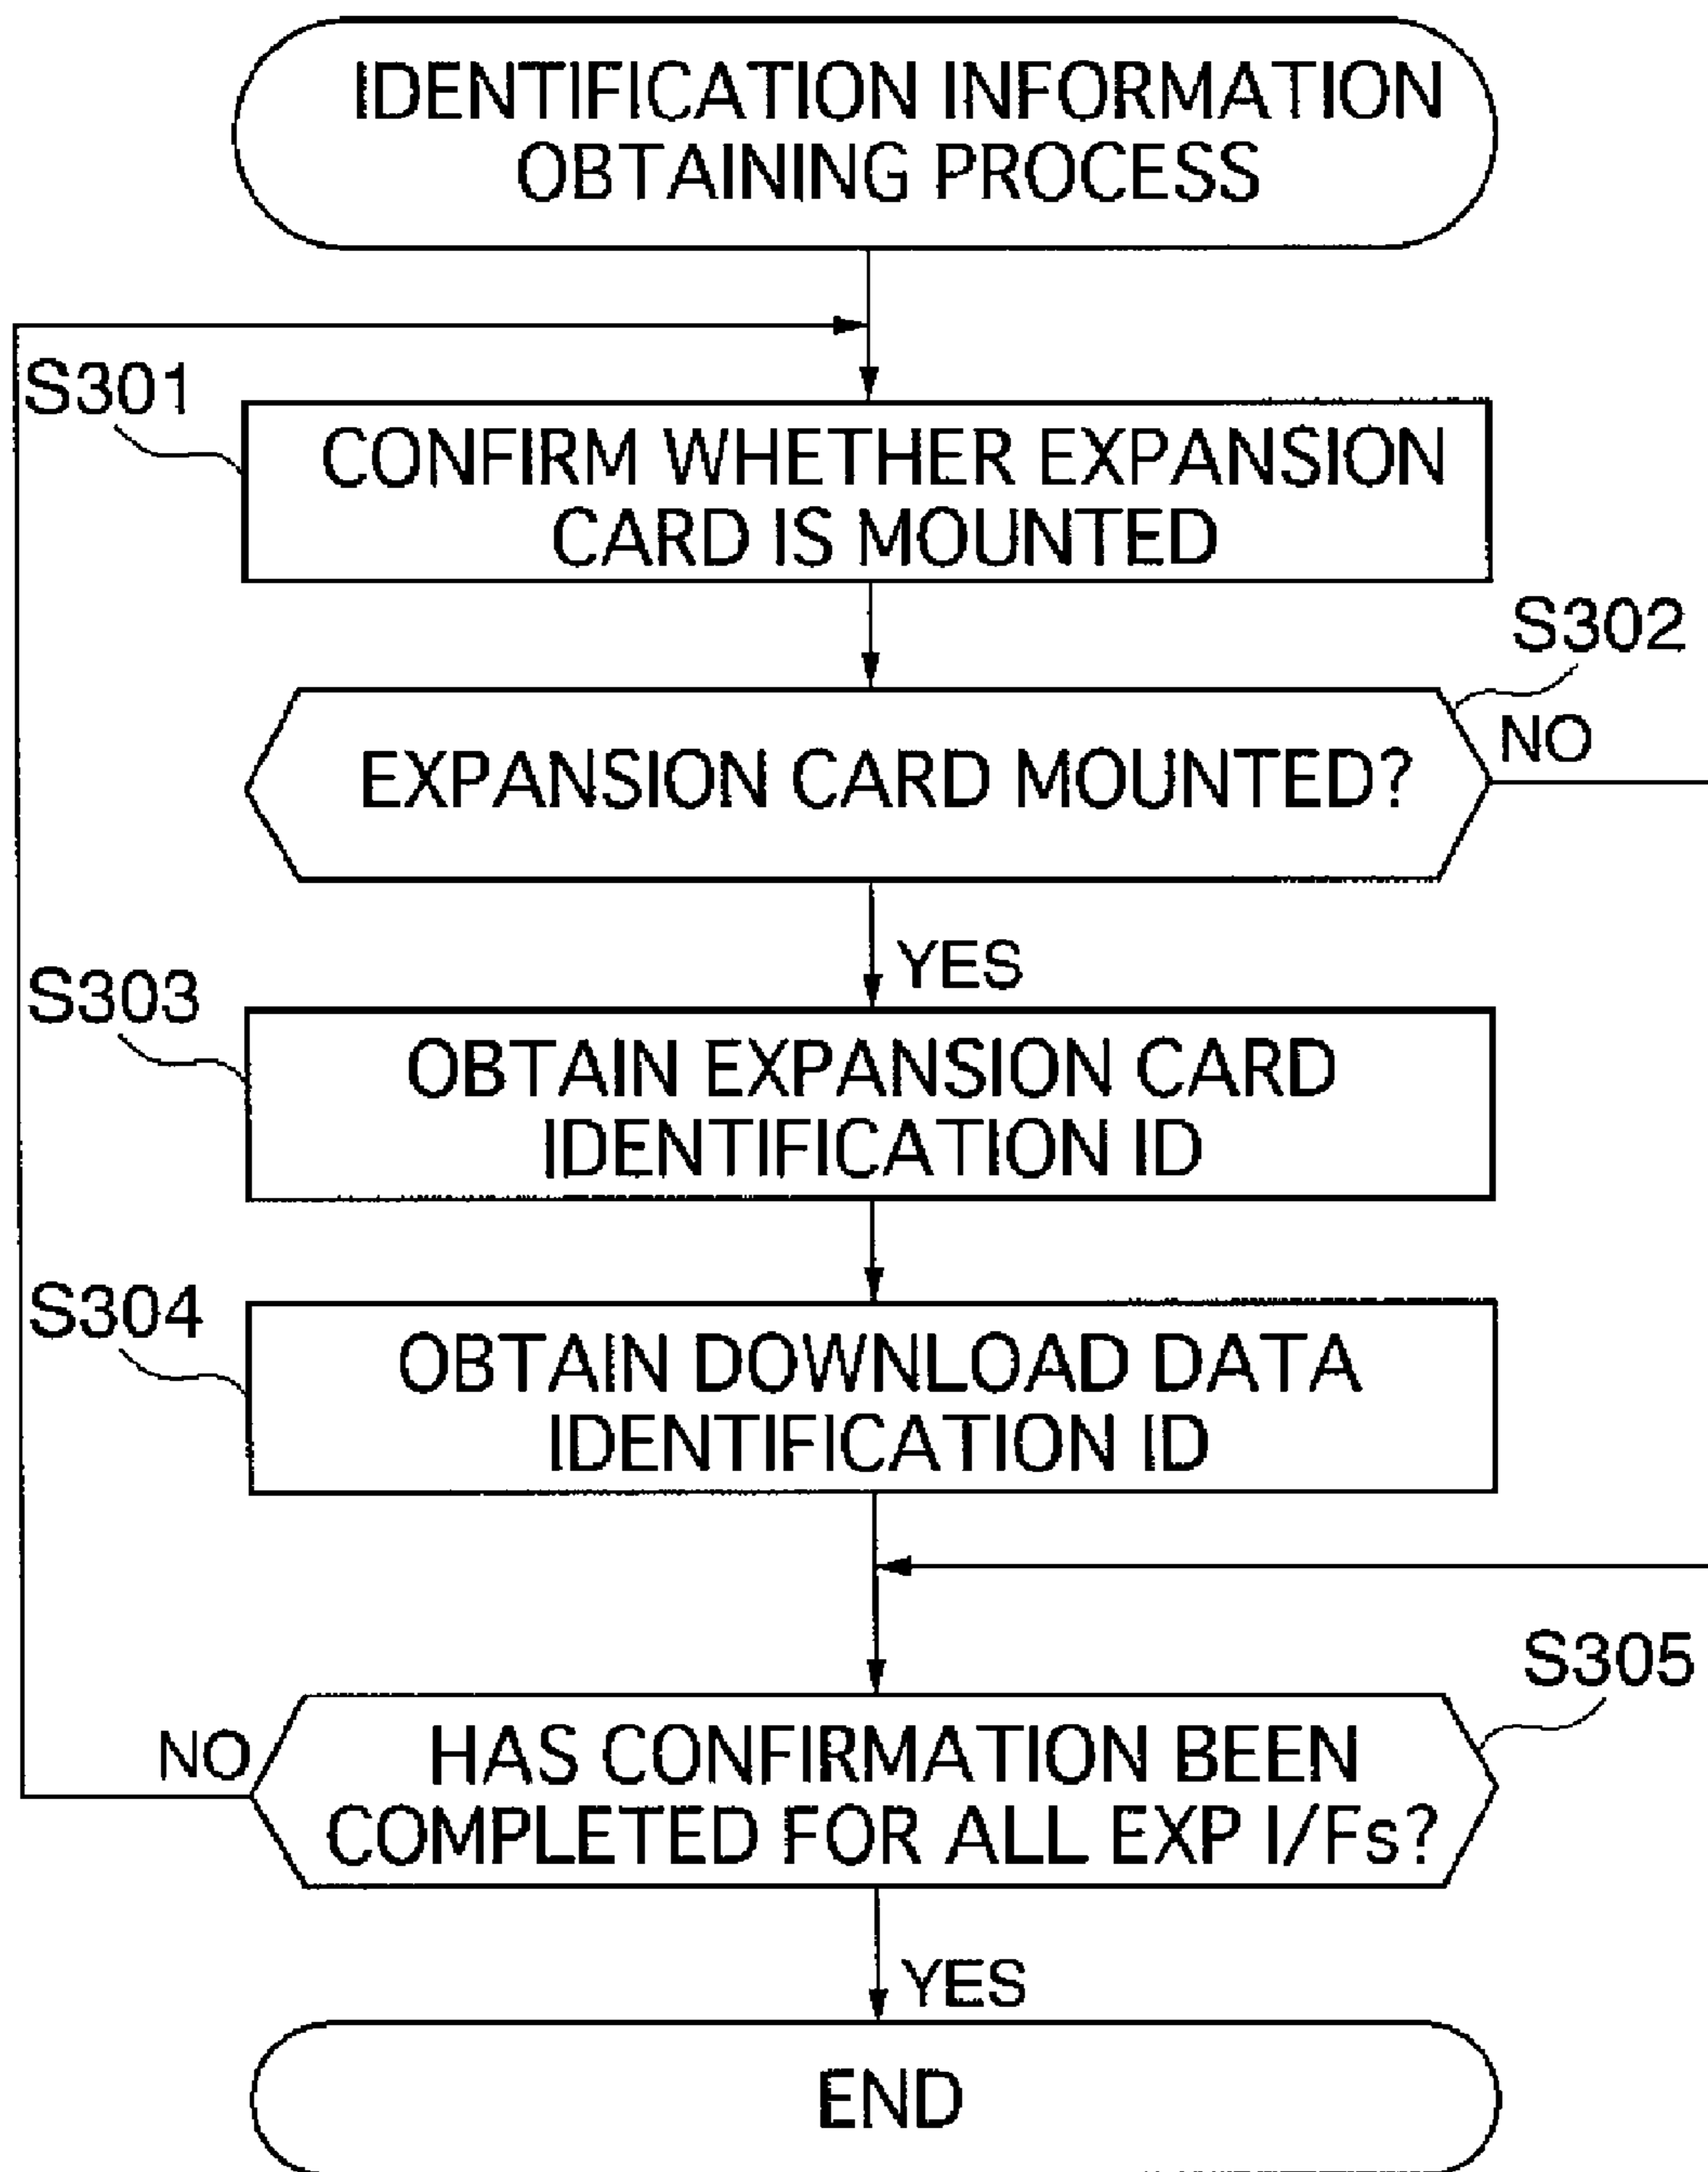 IDENTIFICATION INFORMATION
OBTAINING PROCESS
S301
CONFIRM WHETHER EXPANSION
CARD IS MOUNTED
S302
EXPANSION CARD MOUNTED?
NO
YES
S303
OBTAIN EXPANSION CARD
IDENTIFICATION ID
S304
OBTAIN DOWNLOAD DATA
IDENTIFICATION ID
S305
NO
HAS CONFIRMATION BEEN
COMPLETED FOR ALL EXP I/Fs?
YES
END